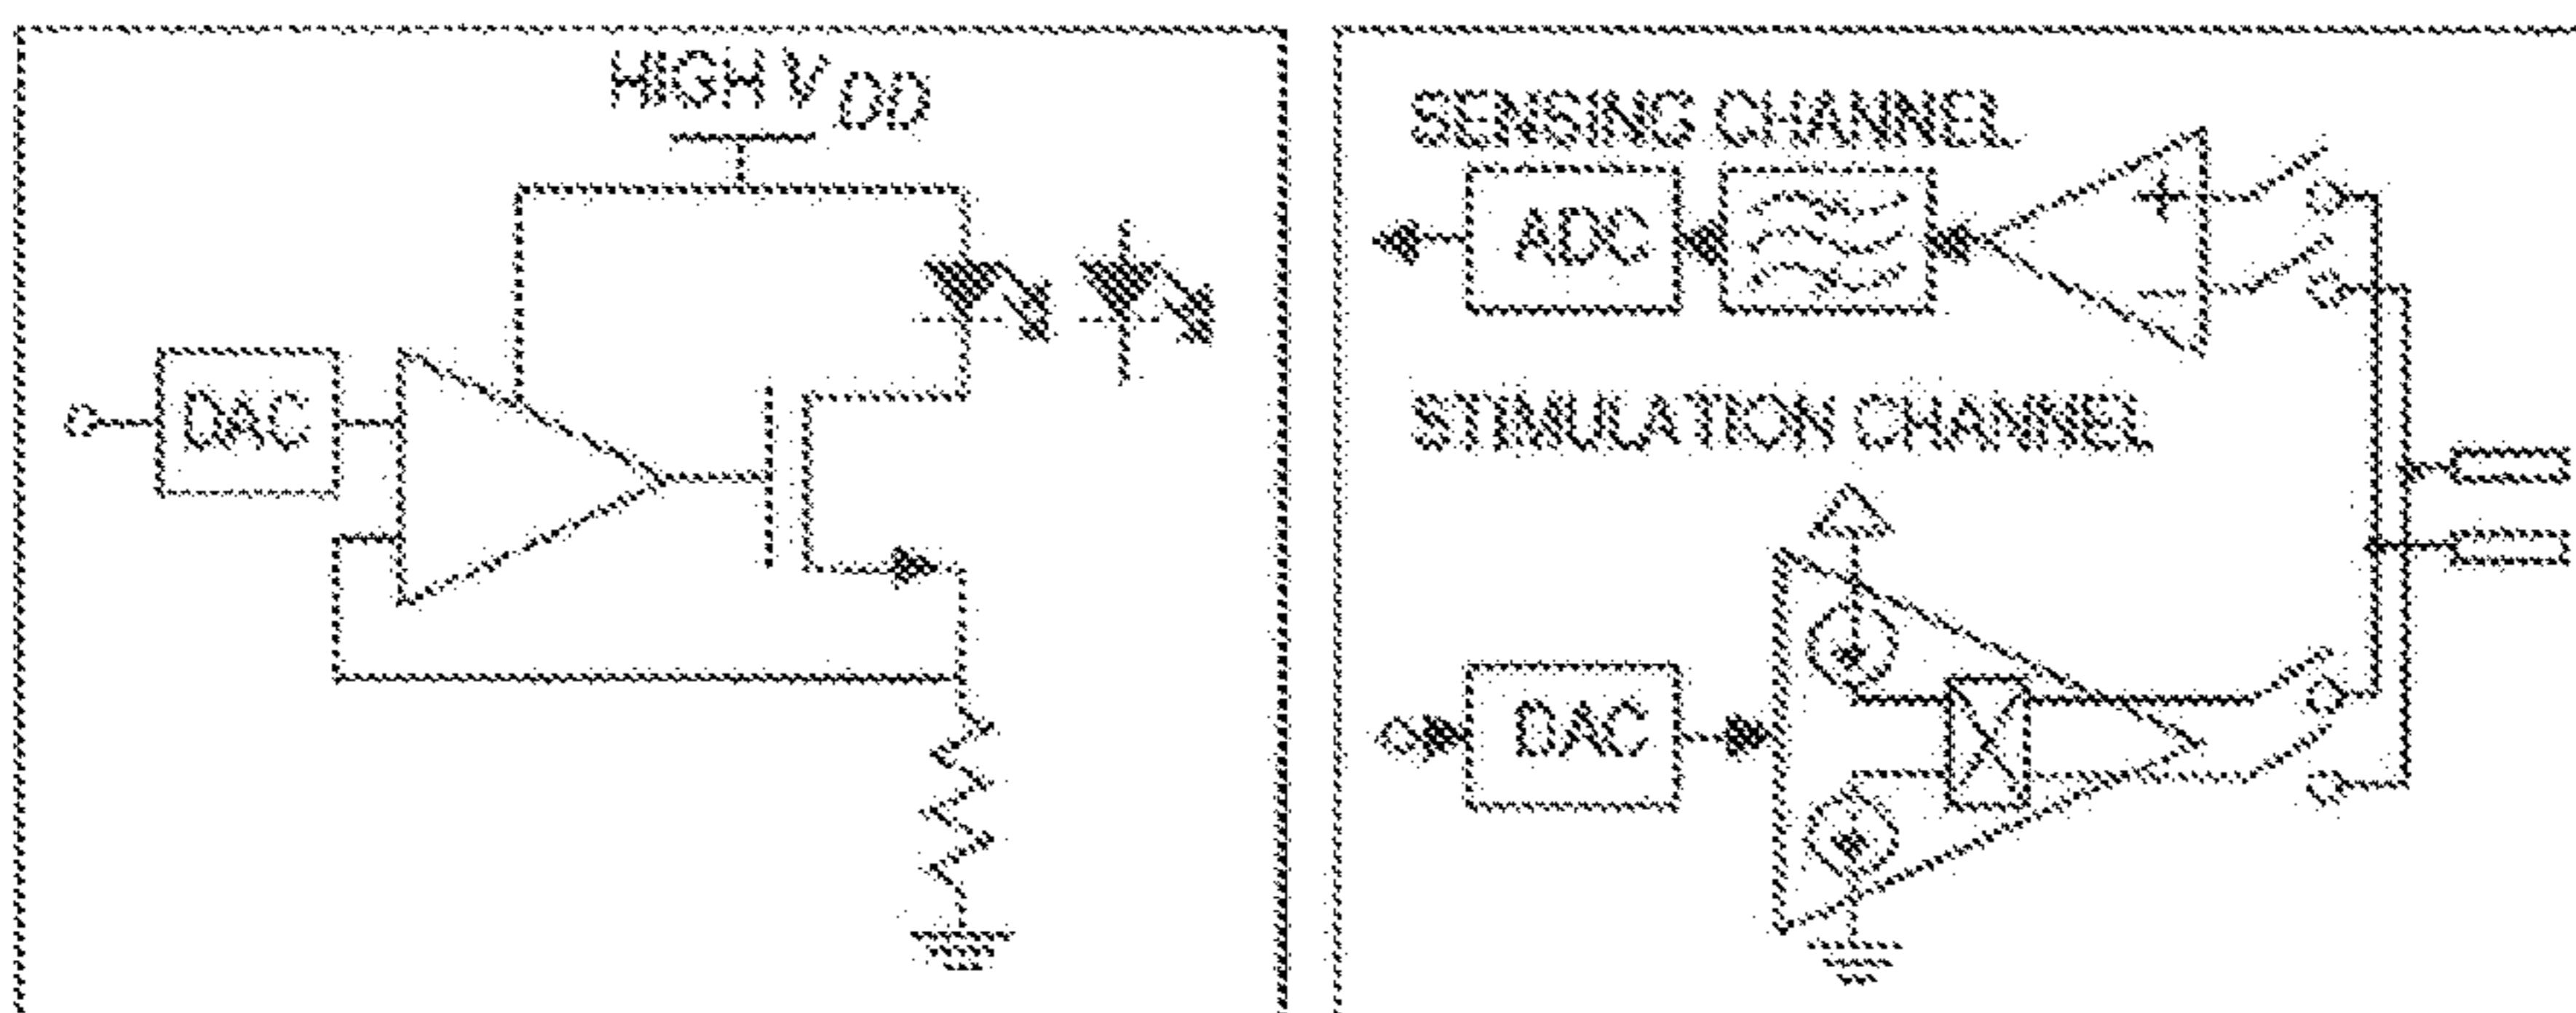 HIGH VDD
DAC
SENSING CHANNEL
ADC
+
−
STIMULATION CHANNEL
DAC